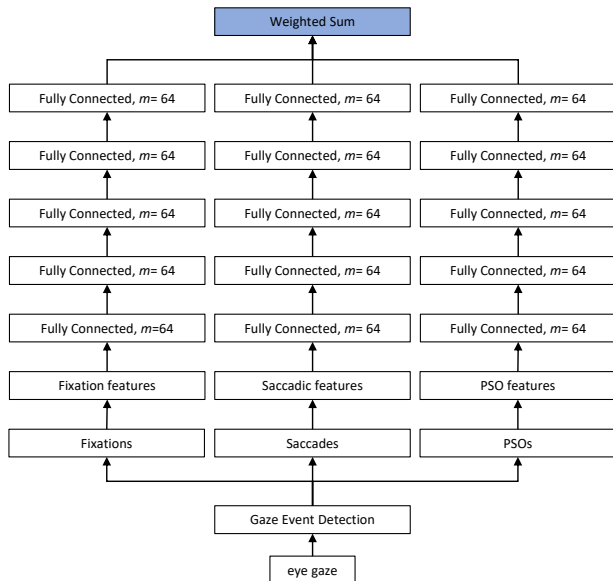 Weighted Sum
Fully Connected, m= 64
Fully Connected, m= 64
Fully Connected, m= 64
Fully Connected, m= 64
Fully Connected, m= 64
Fully Connected, m= 64
Fully Connected, m= 64
Fully Connected, m= 64
Fully Connected, m= 64
Fully Connected, m= 64
Fully Connected, m= 64
Fully Connected, m= 64
Fully Connected, m=64
Fully Connected, m= 64
Fully Connected, m= 64
Fixation features
Saccadic features
PSO features
Fixations
Saccades
PSOs
Gaze Event Detection
eye gaze